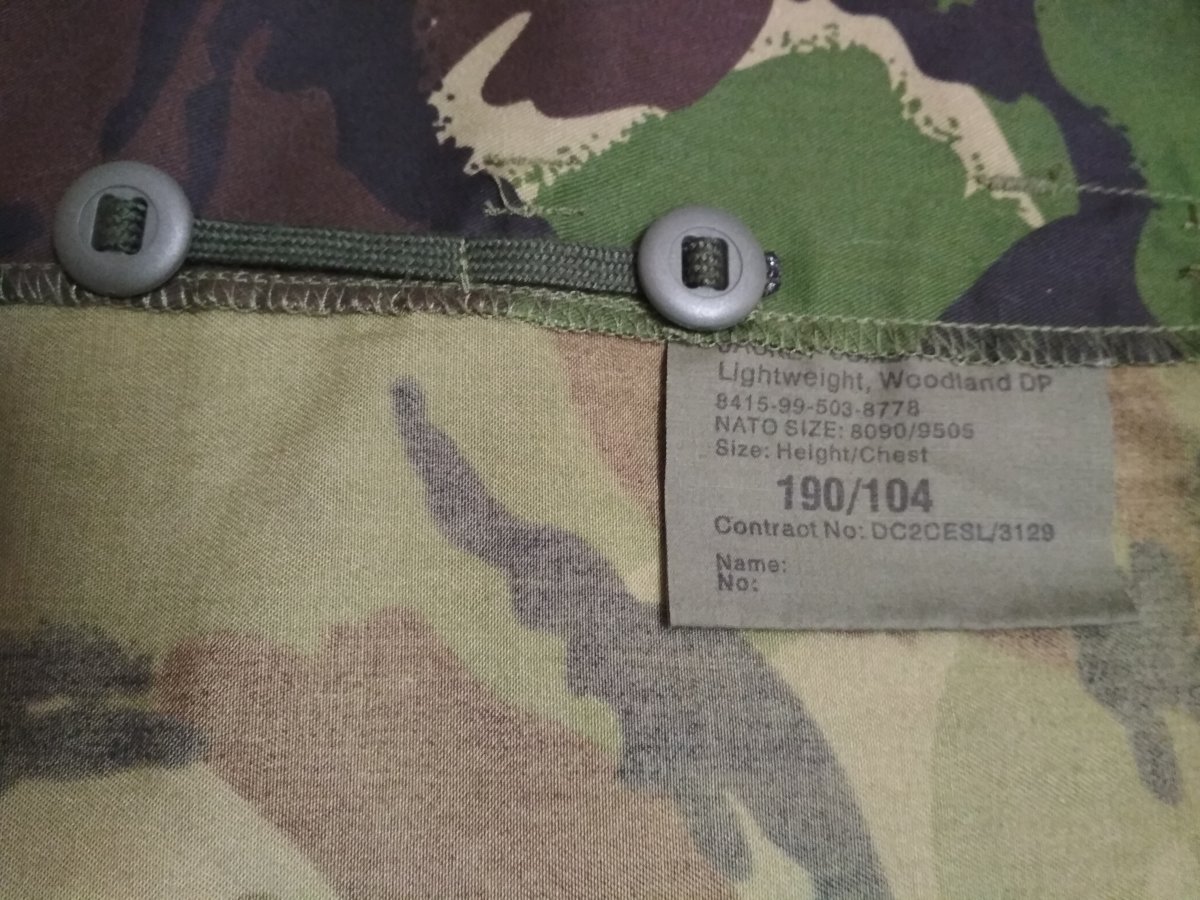 Lightweight, Woodland DP
8415-99-503-8778
NATO SIZE: 8090/9505
Size: Height/Chest
190/104
Contract No: DC2CESL/3129
Name:
No: